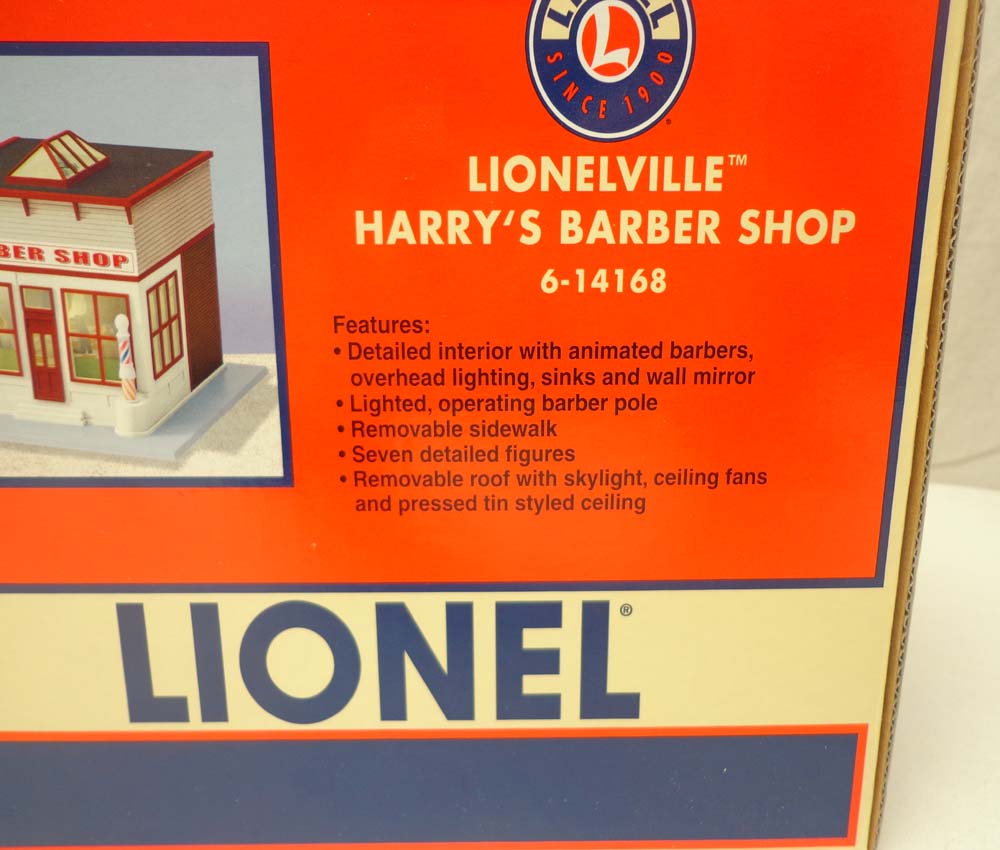 SINCE 1900
LIONELVILLE™
HARRY'S BARBER SHOP
6-14168
BER SHOP
Features:
• Detailed interior with animated barbers,
overhead lighting, sinks and wall mirror
• Lighted, operating barber pole
• Removable sidewalk
• Seven detailed figures
• Removable roof with skylight, ceiling fans
and pressed tin styled ceiling
LIONEL®